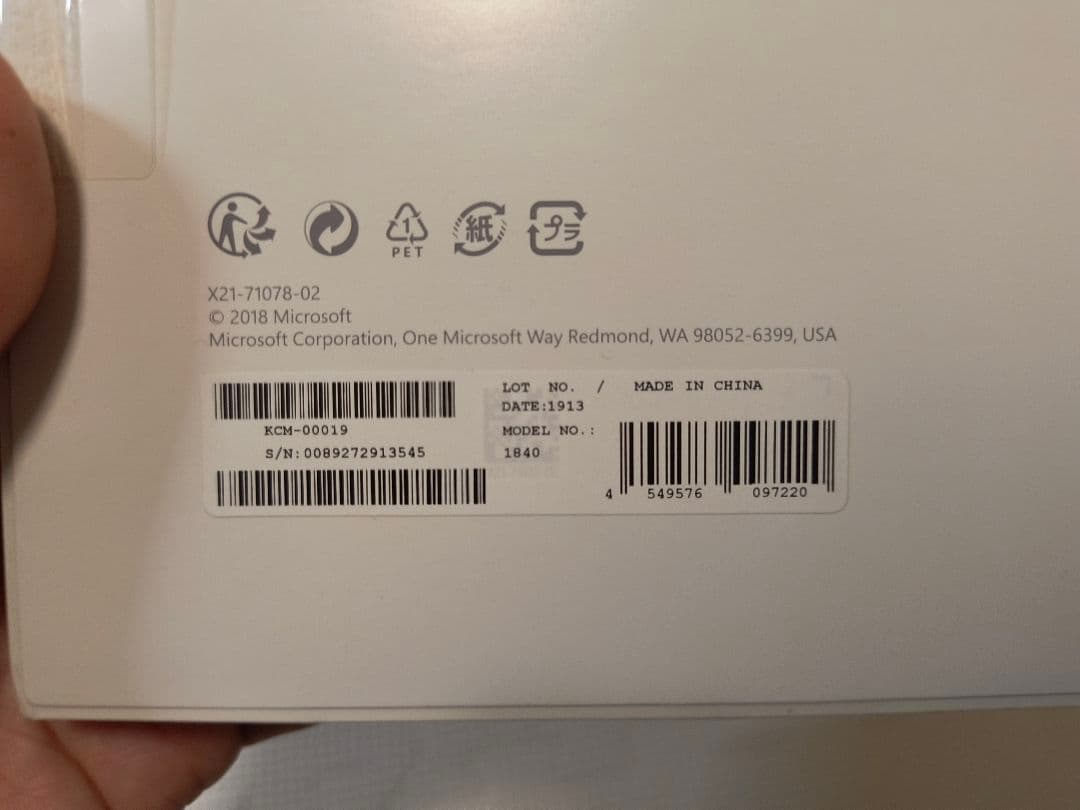 1
PET
紙
プラ
X21-71078-02
© 2018 Microsoft
Microsoft Corporation, One Microsoft Way Redmond, WA 98052-6399, USA
LOT NO. / MADE IN CHINA
DATE:1913
KCM-00019
MODEL NO.:
S/N:0089272913545
1840
4 549576 097220